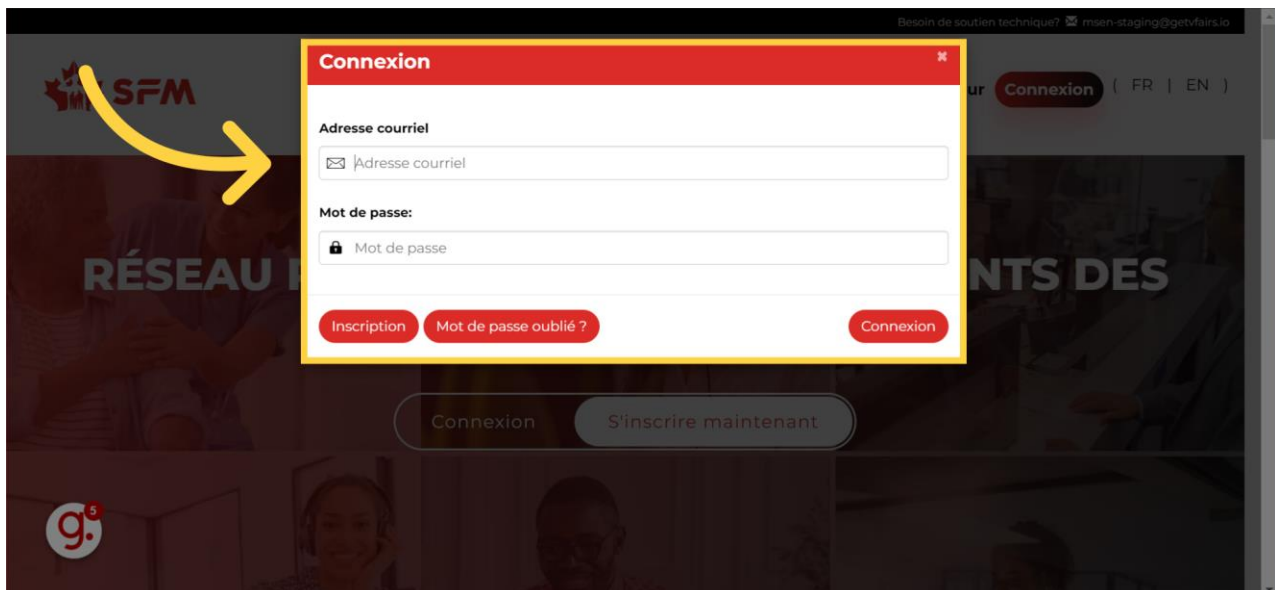 Besoin de soutien technique? msen-staging@getvfairs.io
SFM
ur Connexion ( FR | EN )
Connexion
Adresse courriel
Adresse courriel
Mot de passe:
Mot de passe
Inscription Mot de passe oublié ? Connexion
RÉSEAU NTS DES
Connexion S'inscrire maintenant
g. 5